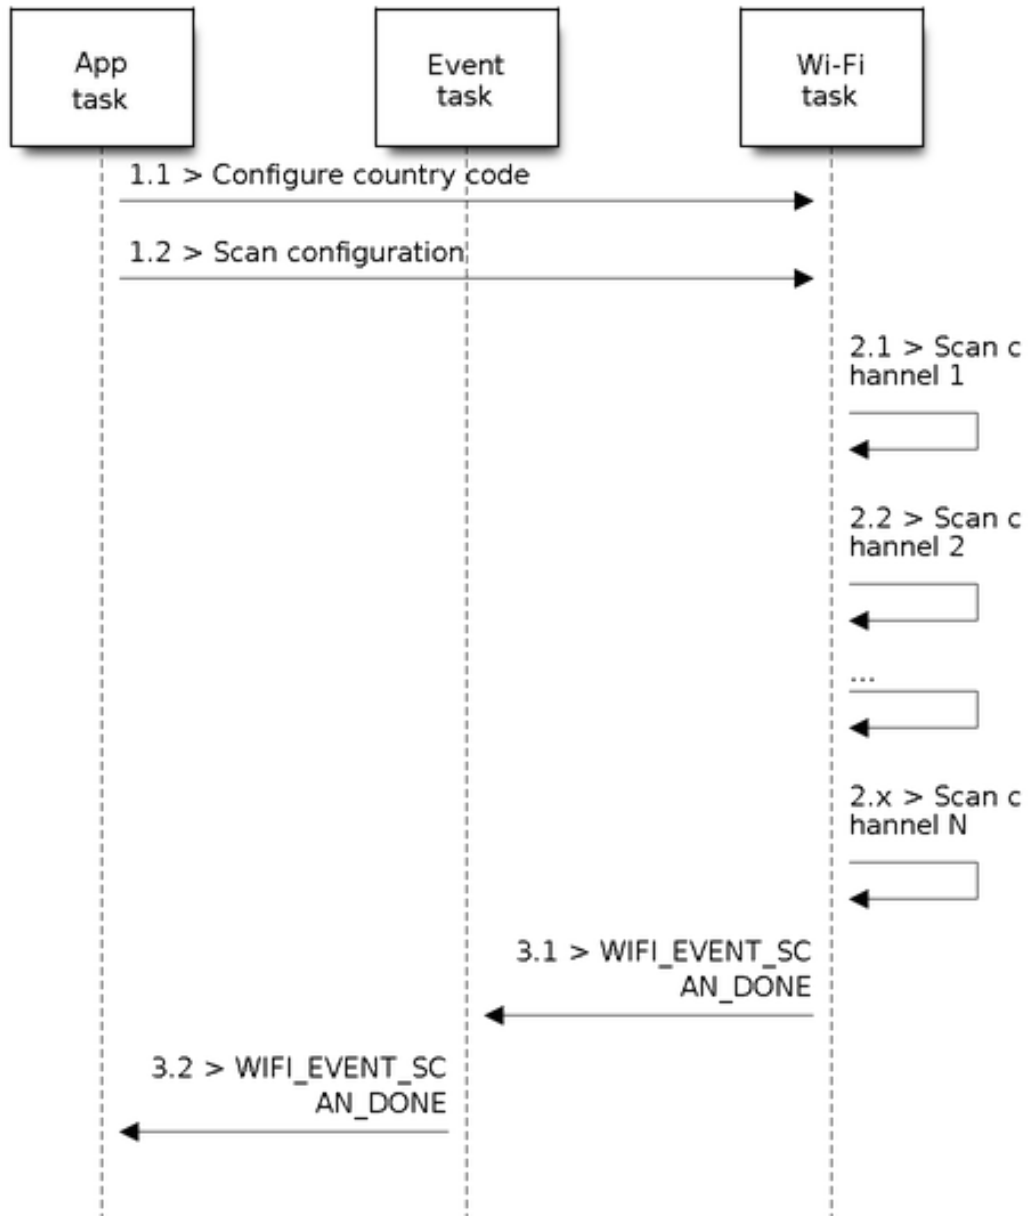 App
task
Event
task
Wi-Fi
task
1.1 > Configure country code
1.2 > Scan configuration
2.1 > Scan c
hannel 1
2.2 > Scan c
hannel 2
...
2.x > Scan c
hannel N
3.1 > WIFI_EVENT_SC
AN_DONE
3.2 > WIFI_EVENT_SC
AN_DONE